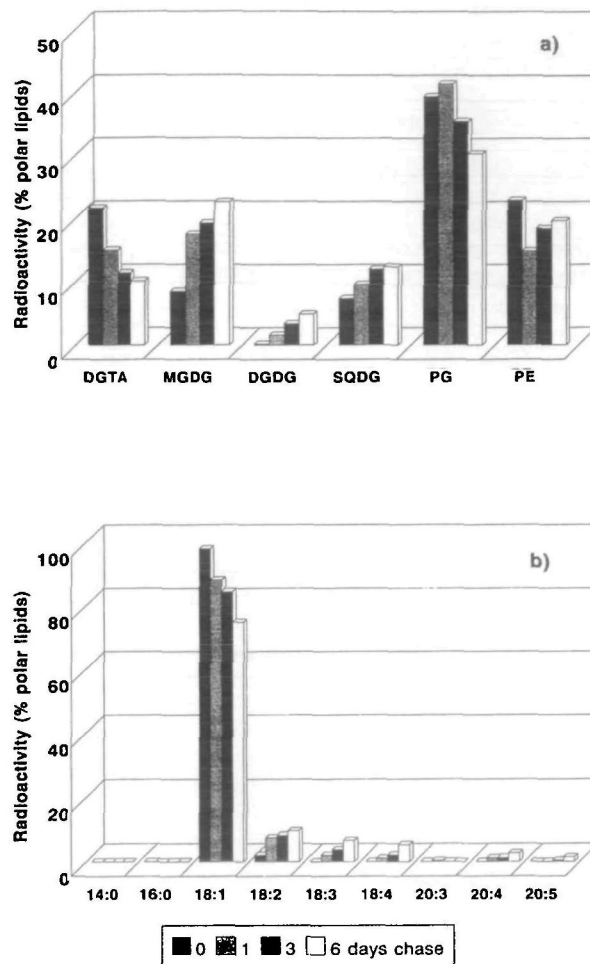 a)
Radioactivity (% polar lipids)
50
40
30
20
10
0
DGTA MGDG DGDG SQDG PG PE
b)
Radioactivity (% polar lipids)
100
80
60
40
20
0
14:0 16:0 18:1 18:2 18:3 18:4 20:3 20:4 20:5
0 1 3 6 days chase